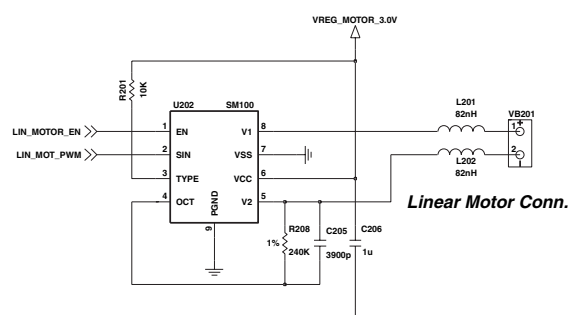 VREG_MOTOR_3.0V
R201
10K
U202
SM100
LIN_MOTOR_EN
LIN_MOT_PWM
1
EN
2
SIN
3
TYPE
4
OCT
PGND
9
V1
8
VSS
7
VCC
6
V2
5
L201
82nH
VB201
1
+
2
L202
82nH
Linear Motor Conn.
R208
1%
240K
C205
3900p
C206
1u